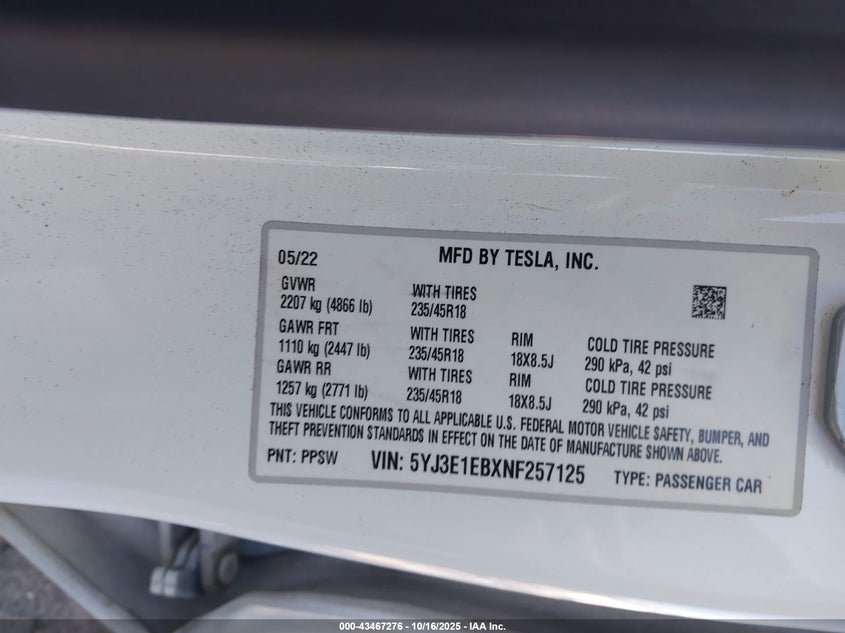 05/22 MFD BY TESLA, INC.
GVWR WITH TIRES
2207 kg (4866 lb) 235/45R18
GAWR FRT WITH TIRES RIM COLD TIRE PRESSURE
1110 kg (2447 lb) 235/45R18 18X8.5J 290 kPa, 42 psi
GAWR RR WITH TIRES RIM COLD TIRE PRESSURE
1257 kg (2771 lb) 235/45R18 18X8.5J 290 kPa, 42 psi
THIS VEHICLE CONFORMS TO ALL APPLICABLE U.S. FEDERAL MOTOR VEHICLE SAFETY, BUMPER, AND
THEFT PREVENTION STANDARDS IN EFFECT ON THE DATE OF MANUFACTURE SHOWN ABOVE.
PNT: PPSW VIN: 5YJ3E1EBXNF257125 TYPE: PASSENGER CAR
000-43467276 - 10/16/2025 - IAA Inc.